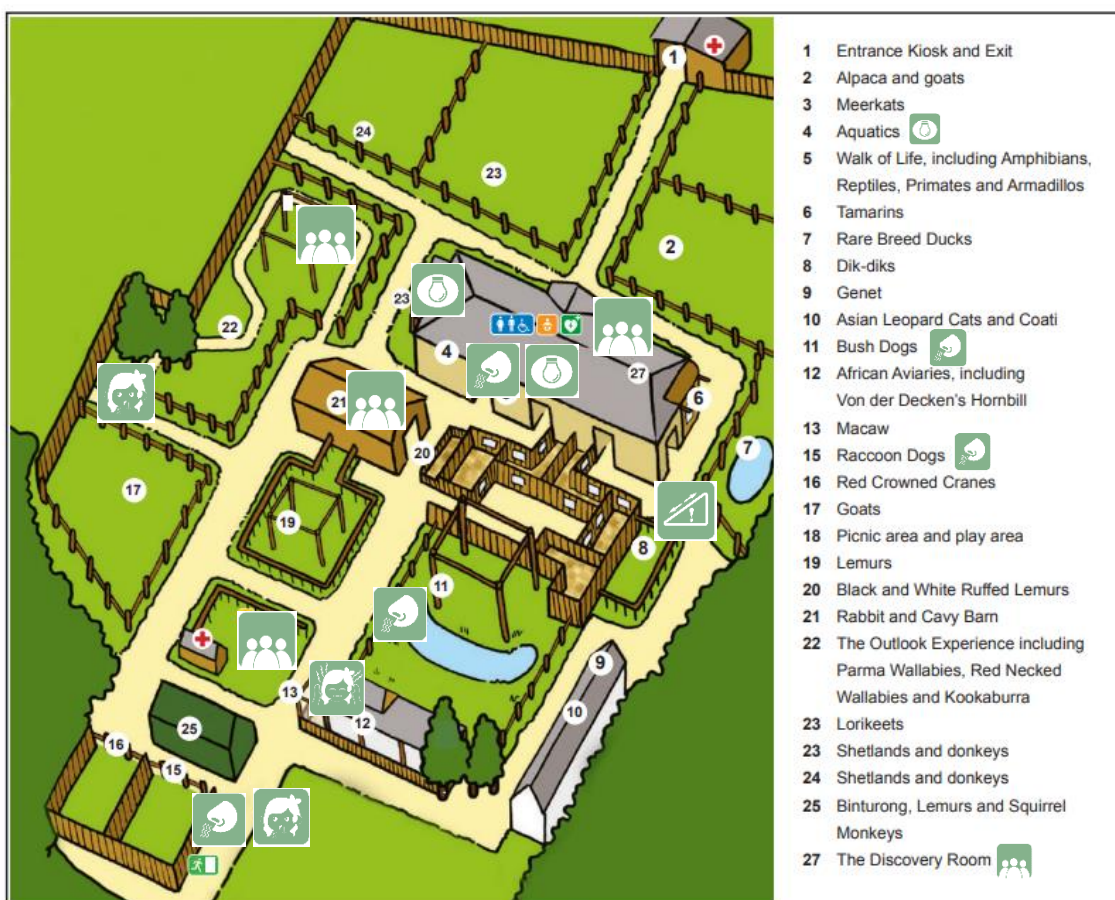 1
24
23
2
22
23
4
27
6
7
21
20
17
19
8
11
9
13
10
12
25
16
15
1 Entrance Kiosk and Exit
2 Alpaca and goats
3 Meerkats
4 Aquatics
5 Walk of Life, including Amphibians,
Reptiles, Primates and Armadillos
6 Tamarins
7 Rare Breed Ducks
8 Dik-diks
9 Genet
10 Asian Leopard Cats and Coati
11 Bush Dogs
12 African Aviaries, including
Von der Decken's Hornbill
13 Macaw
15 Raccoon Dogs
16 Red Crowned Cranes
17 Goats
18 Picnic area and play area
19 Lemurs
20 Black and White Ruffed Lemurs
21 Rabbit and Cavy Barn
22 The Outlook Experience including
Parma Wallabies, Red Necked
Wallabies and Kookaburra
23 Lorikeets
23 Shetlands and donkeys
24 Shetlands and donkeys
25 Binturong, Lemurs and Squirrel
Monkeys
27 The Discovery Room